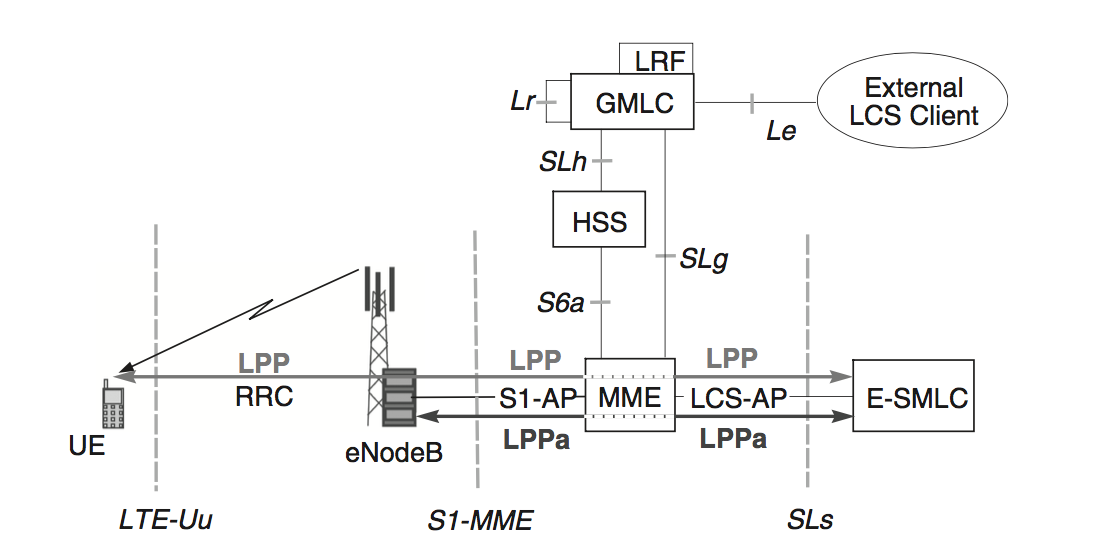 LRF
Lr
GMLC
External
LCS Client
Le
SLh
HSS
SLg
S6a
LPP
LPP
LPP
RRC
S1-AP
MME
LCS-AP
E-SMLC
UE
eNodeB
LPPa
LPPa
LTE-Uu
S1-MME
SLs